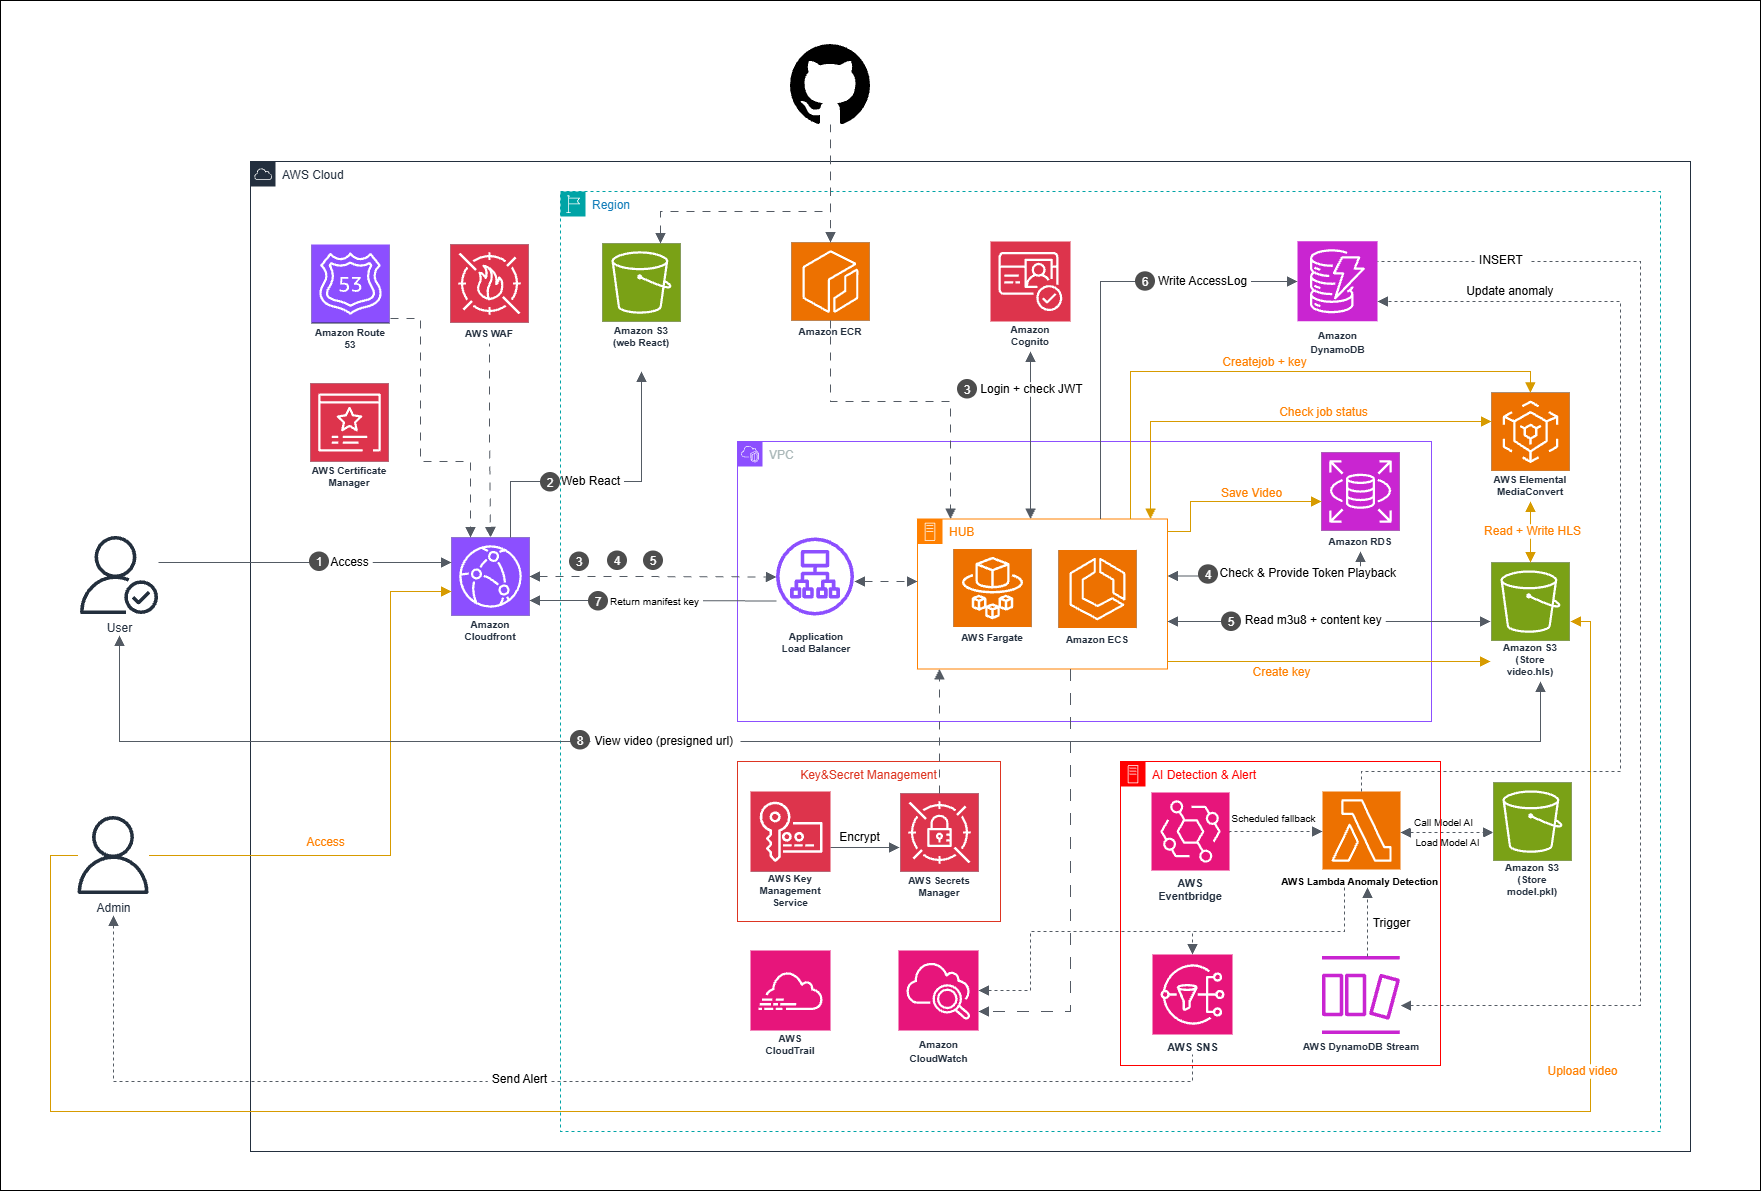 AWS Cloud
Region
53
Amazon Route
53
AWS WAF
Amazon S3
(web React)
Amazon ECR
Amazon
Cognito
6 Write AccessLog
Amazon
DynamoDB
INSERT
Update anomaly
Createjob + key
3 Login + check JWT
Check job status
AWS Certificate
Manager
VPC
2 Web React
AWS Elemental
MediaConvert
Save Video
Amazon RDS
Read + Write HLS
HUB
1 Access
3 4 5
4 Check & Provide Token Playback
7 Return manifest key
User
Amazon
Cloudfront
Application
Load Balancer
AWS Fargate
Amazon ECS
5 Read m3u8 + content key
Amazon S3
(Store
video.hls)
Create key
8 View video (presigned url)
Key&Secret Management
AI Detection & Alert
Access
Encrypt
Scheduled fallback
Call Model AI
Load Model AI
AWS Key
Management
Service
AWS Secrets
Manager
AWS
Eventbridge
AWS Lambda Anomaly Detection
Amazon S3
(Store
model.pkl)
Admin
Trigger
AWS
CloudTrail
Amazon
CloudWatch
AWS SNS
AWS DynamoDB Stream
Send Alert
Upload video